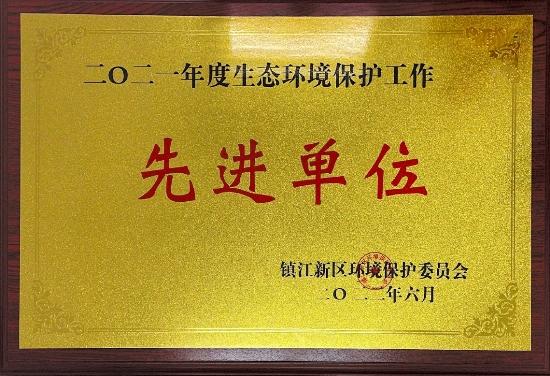 二〇二一年度生态环境保护工作
先进单位
镇江新区环境保护委员会
二〇二二年六月